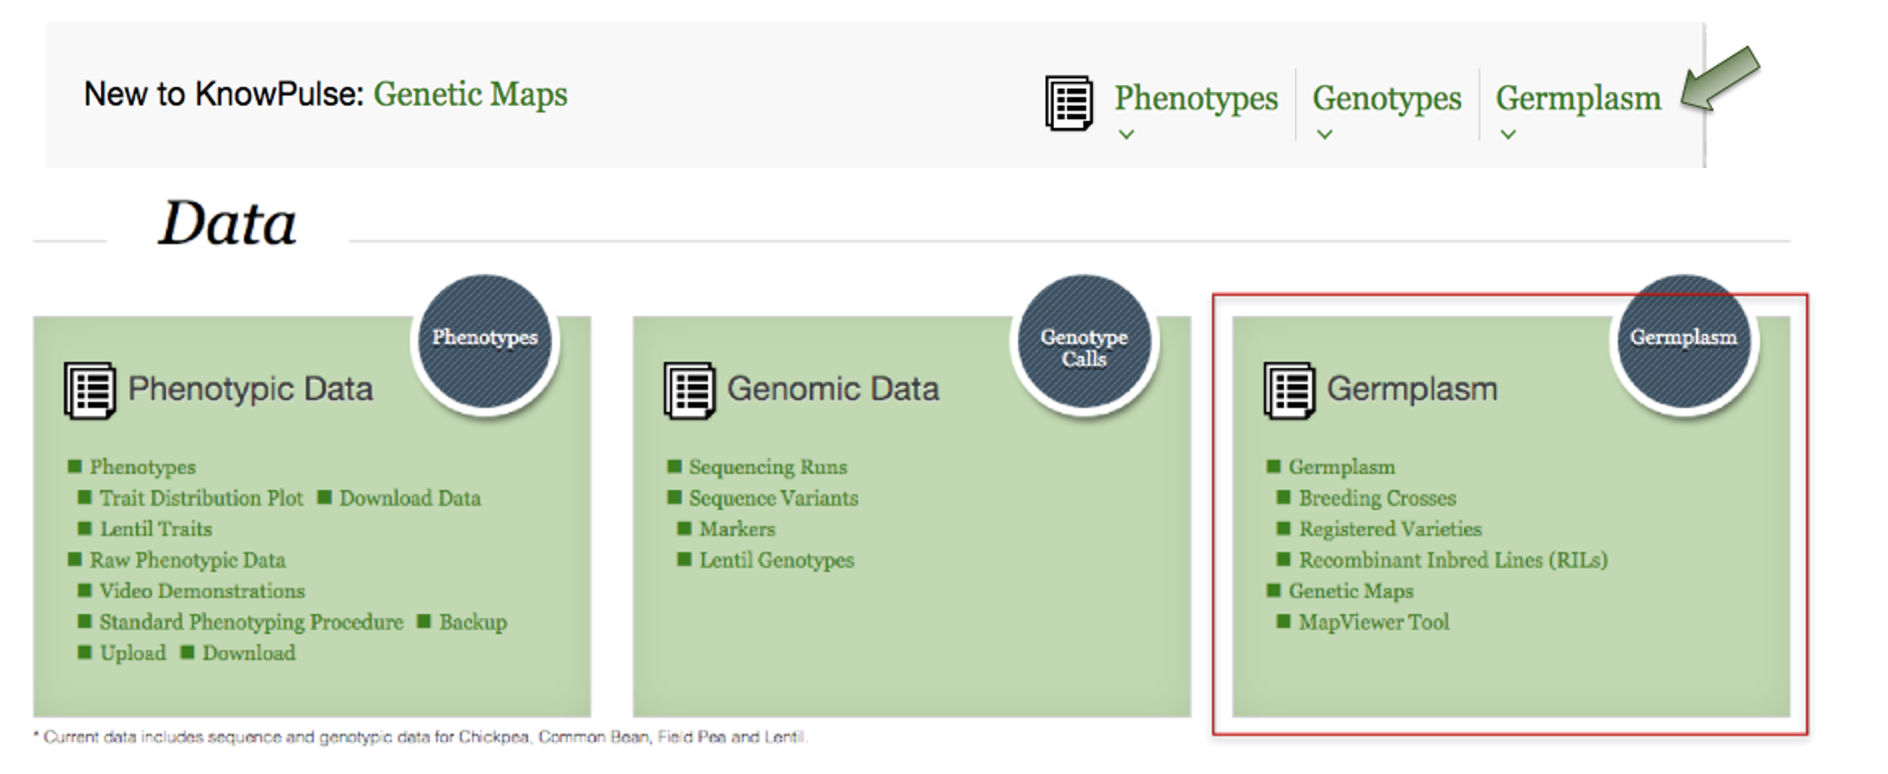 New to KnowPulse: Genetic Maps
Phenotypes
Genotypes
Germplasm
Data
Phenotypes
Phenotypic Data
Phenotypes
Trait Distribution Plot Download Data
Lentil Traits
Raw Phenotypic Data
Video Demonstrations
Standard Phenotyping Procedure Backup
Upload Download
Genotype
Calls
Genomic Data
Sequencing Runs
Sequence Variants
Markers
Lentil Genotypes
Germplasm
Germplasm
Germplasm
Breeding Crosses
Registered Varieties
Recombinant Inbred Lines (RILs)
Genetic Maps
MapViewer Tool
* Current data includes sequence and genotypic data for Chickpea, Common Bean, Field Pea and Lentil.